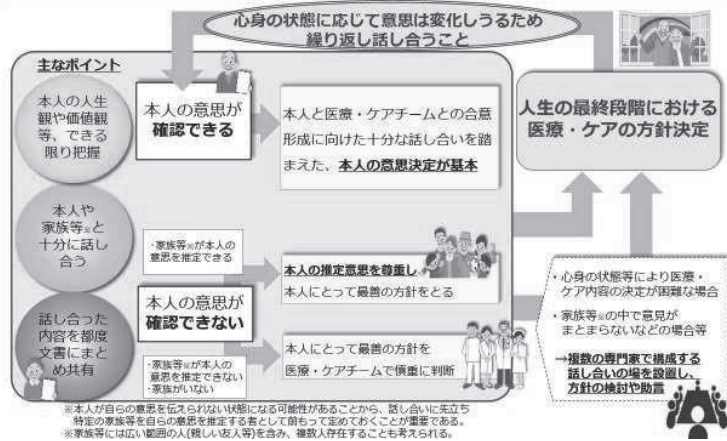 心身の状態に応じて意思は変化しうるため
繰り返し話し合うこと
主なポイント
本人の人生
観や価値観
等、できる
限り把握
本人や
家族等※と
十分に話し
合う
話し合った
内容を都度
文書にまと
め共有
本人の意思が
確認できる
本人と医療・ケアチームとの合意
形成に向けた十分な話し合いを踏
まえた、本人の意思決定が基本
・家族等※が本人の
意思を推定できる
本人の意思が
確認できない
・家族等※が本人の
意思を推定できない
・家族がいない
本人の推定意思を尊重し
本人にとって最善の方針をとる
本人にとって最善の方針を
医療・ケアチームで慎重に判断
人生の最終段階における
医療・ケアの方針決定
・心身の状態等により医療・
ケア内容の決定が困難な場合
・家族等※の中で意見が
まとまらないなどの場合等
→複数の専門家で構成する
話し合いの場を設置し、
方針の検討や助言
※本人が自らの意思を伝えられない状態になる可能性があることから、話し合いに先立ち
特定の家族等を自らの意思を推定する者として前もって定めておくことが重要である。
※家族等には広い範囲の人(親しい友人等)を含み、複数人存在することも考えられる。